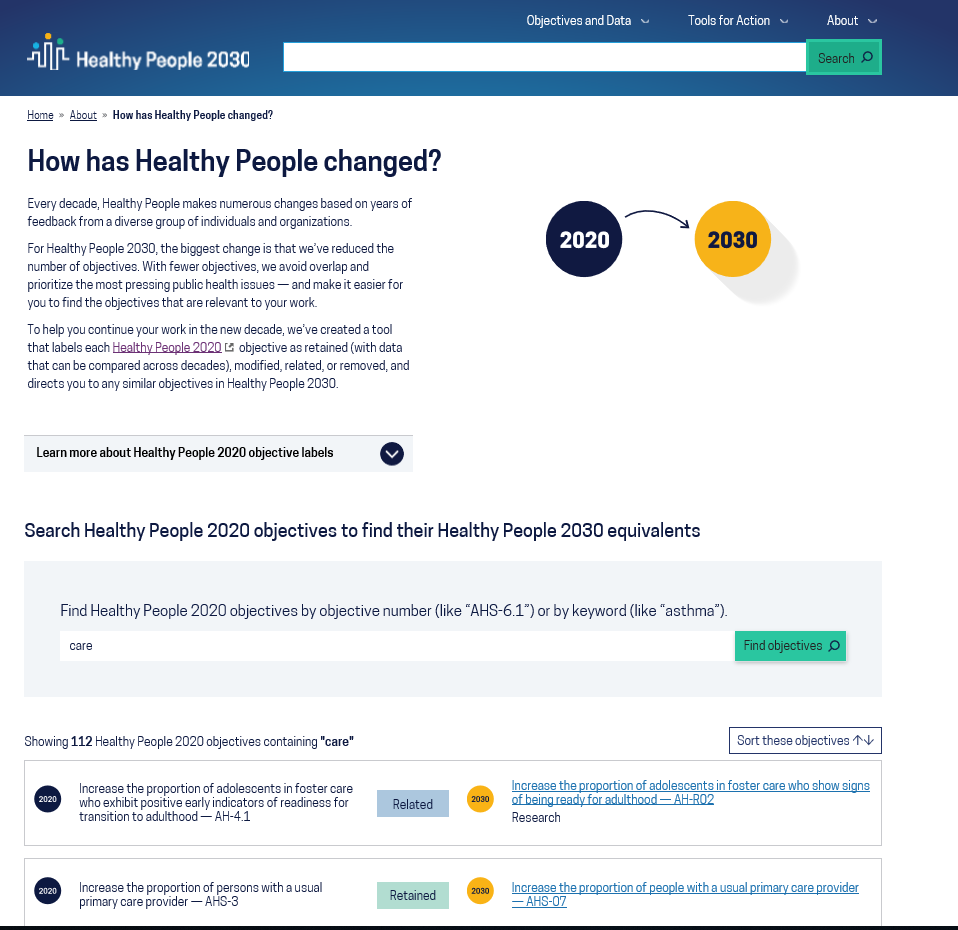 Objectives and Data
Tools for Action
About
Healthy People 2030
Search
Home » About » How has Healthy People changed?
How has Healthy People changed?
Every decade, Healthy People makes numerous changes based on years of
feedback from a diverse group of individuals and organizations.
For Healthy People 2030, the biggest change is that we’ve reduced the
number of objectives. With fewer objectives, we avoid overlap and
prioritize the most pressing public health issues — and make it easier for
you to find the objectives that are relevant to your work.
To help you continue your work in the new decade, we’ve created a tool
that labels each Healthy People 2020 objective as retained (with data
that can be compared across decades), modified, related, or removed, and
directs you to any similar objectives in Healthy People 2030.
2020
2030
Learn more about Healthy People 2020 objective labels
Search Healthy People 2020 objectives to find their Healthy People 2030 equivalents
Find Healthy People 2020 objectives by objective number (like “AHS-6.1”) or by keyword (like “asthma”).
care
Find objectives
Showing 112 Healthy People 2020 objectives containing "care"
Sort these objectives
2020
Increase the proportion of adolescents in foster care
who exhibit positive early indicators of readiness for
transition to adulthood — AH-4.1
Related
2030
Increase the proportion of adolescents in foster care who show signs
of being ready for adulthood — AH-R02
Research
2020
Increase the proportion of persons with a usual
primary care provider — AHS-3
Retained
2030
Increase the proportion of people with a usual primary care provider
— AHS-07